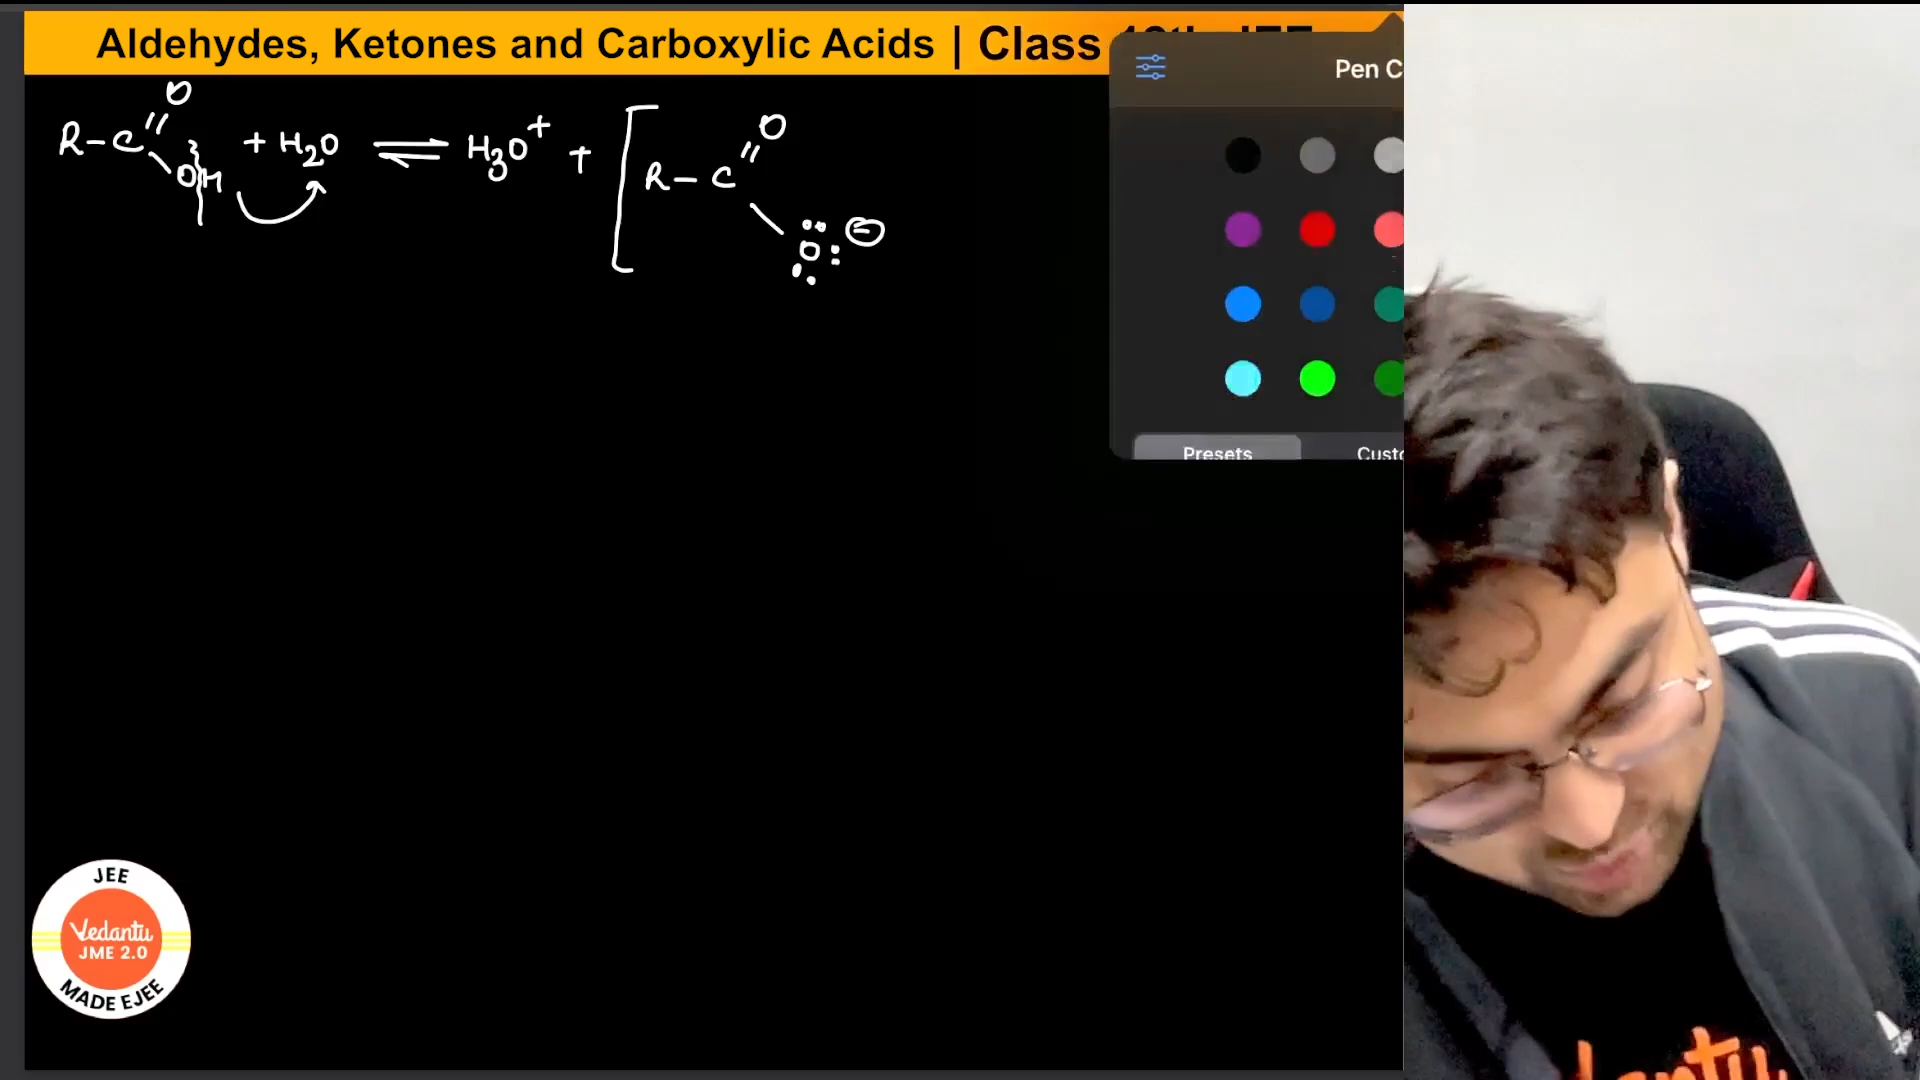 Aldehydes, Ketones and Carboxylic Acids | Class
Pen C
R-C
O
OH
+ H2O ⇌ H3O+ + [
R-C
O
O ⊖
Presets
Custo
JEE
Vedantu
JME 2.0
MADE EJEE